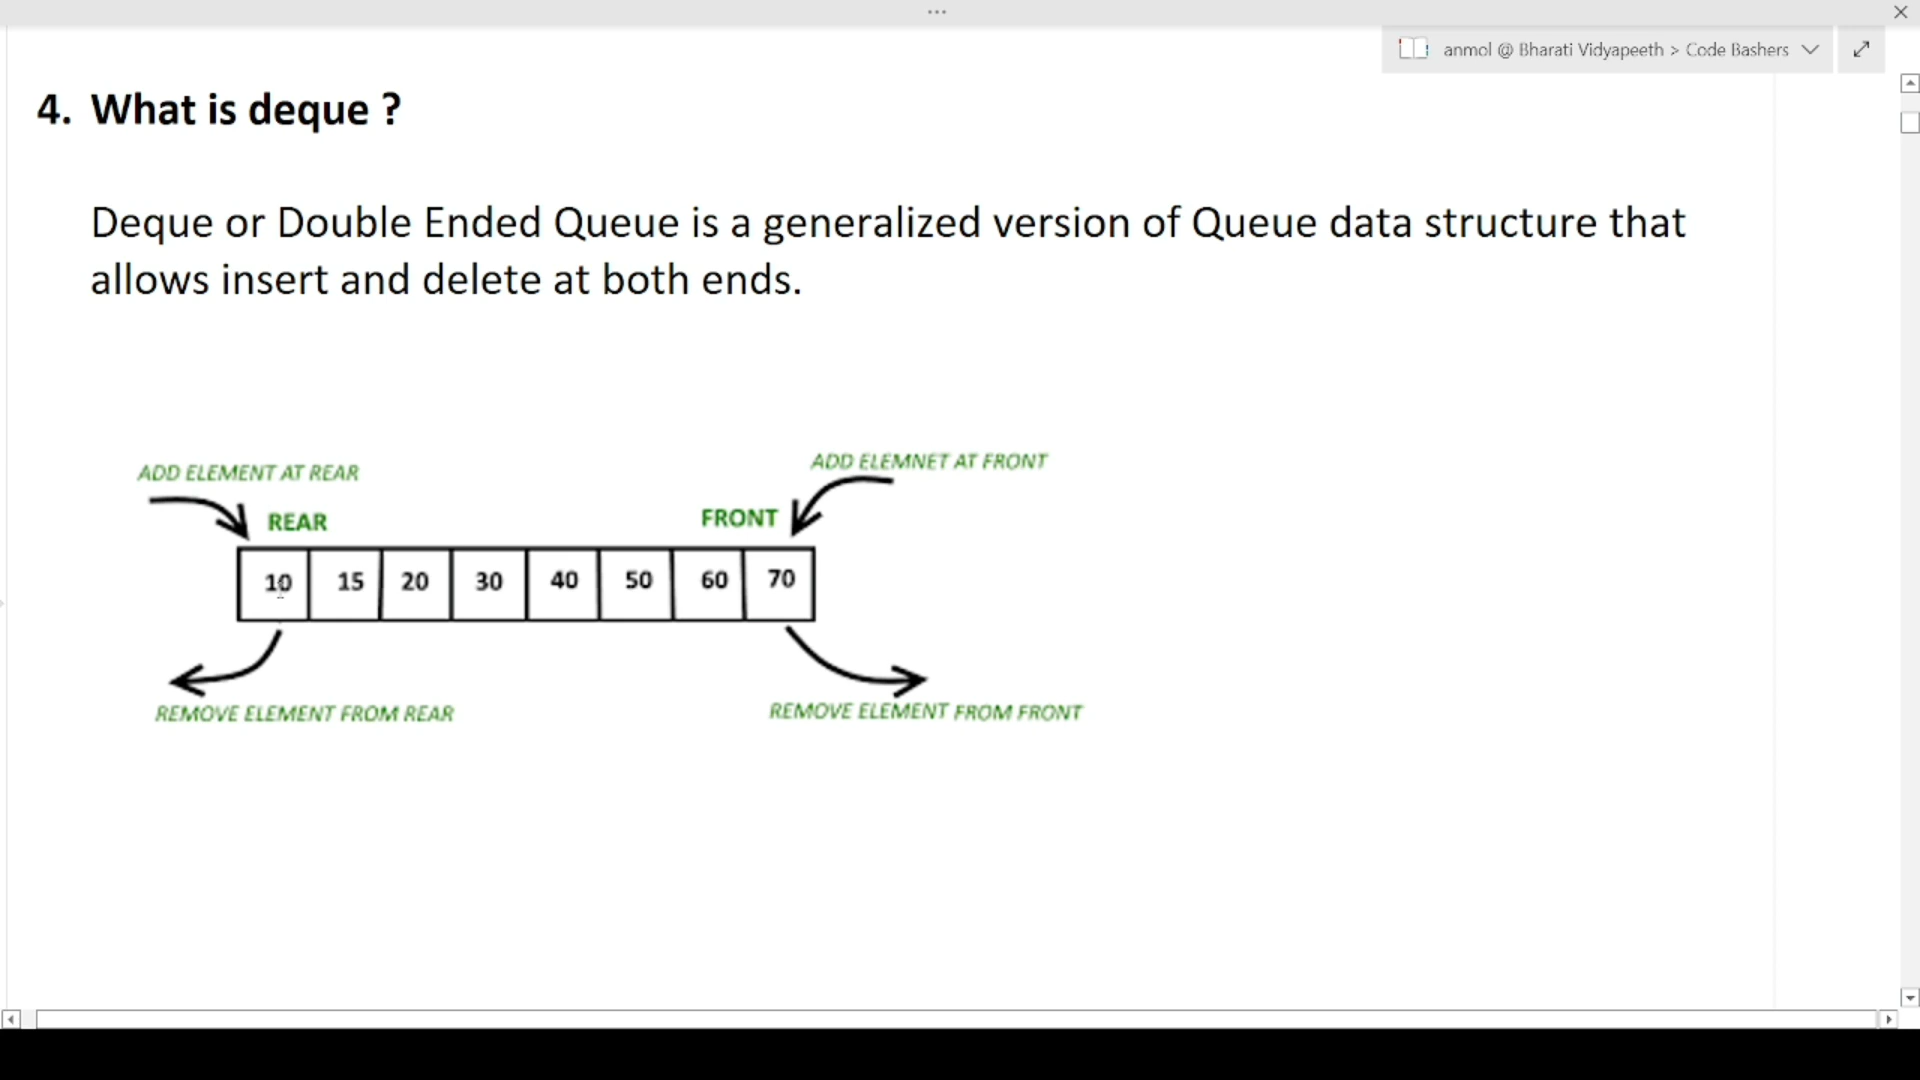 anmol @ Bharati Vidyapeeth > Code Bashers
4. What is deque ?
Deque or Double Ended Queue is a generalized version of Queue data structure that
allows insert and delete at both ends.
ADD ELEMENT AT REAR
ADD ELEMNET AT FRONT
REAR
FRONT
10 15 20 30 40 50 60 70
REMOVE ELEMENT FROM REAR
REMOVE ELEMENT FROM FRONT